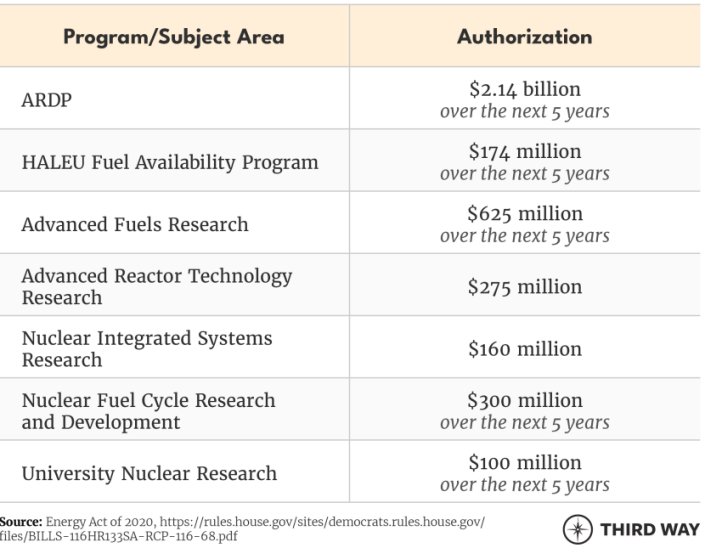 Program/Subject Area
Authorization
ARDP
$2.14 billion
over the next 5 years
HALEU Fuel Availability Program
$174 million
over the next 5 years
Advanced Fuels Research
$625 million
over the next 5 years
Advanced Reactor Technology
Research
$275 million
Nuclear Integrated Systems
Research
$160 million
Nuclear Fuel Cycle Research
and Development
$300 million
over the next 5 years
University Nuclear Research
$100 million
over the next 5 years
Source: Energy Act of 2020, https://rules.house.gov/sites/democrats.rules.house.gov/
files/BILLS-116HR133SA-RCP-116-68.pdf
THIRD WAY